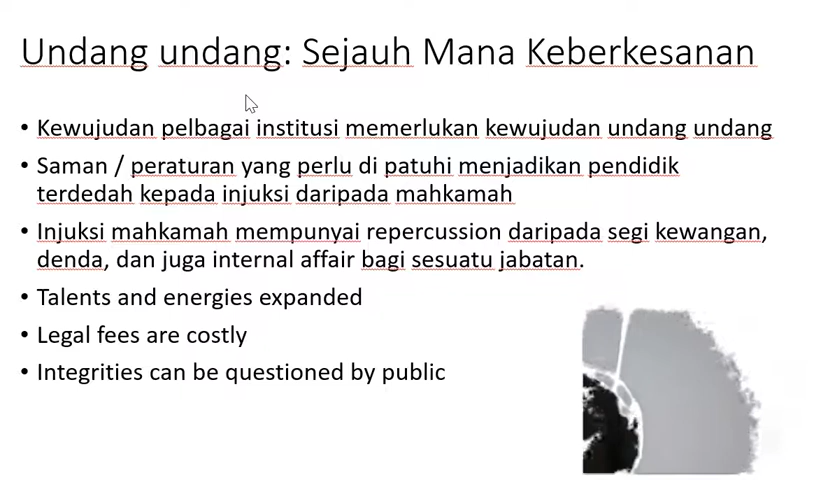 Undang undang: Sejauh Mana Keberkesanan
• Kewujudan pelbagai institusi memerlukan kewujudan undang undang
• Saman / peraturan yang perlu di patuhi menjadikan pendidik
terdedah kepada injuksi daripada mahkamah
• Injuksi mahkamah mempunyai repercussion daripada segi kewangan,
denda, dan juga internal affair bagi sesuatu jabatan.
• Talents and energies expanded
• Legal fees are costly
• Integrities can be questioned by public